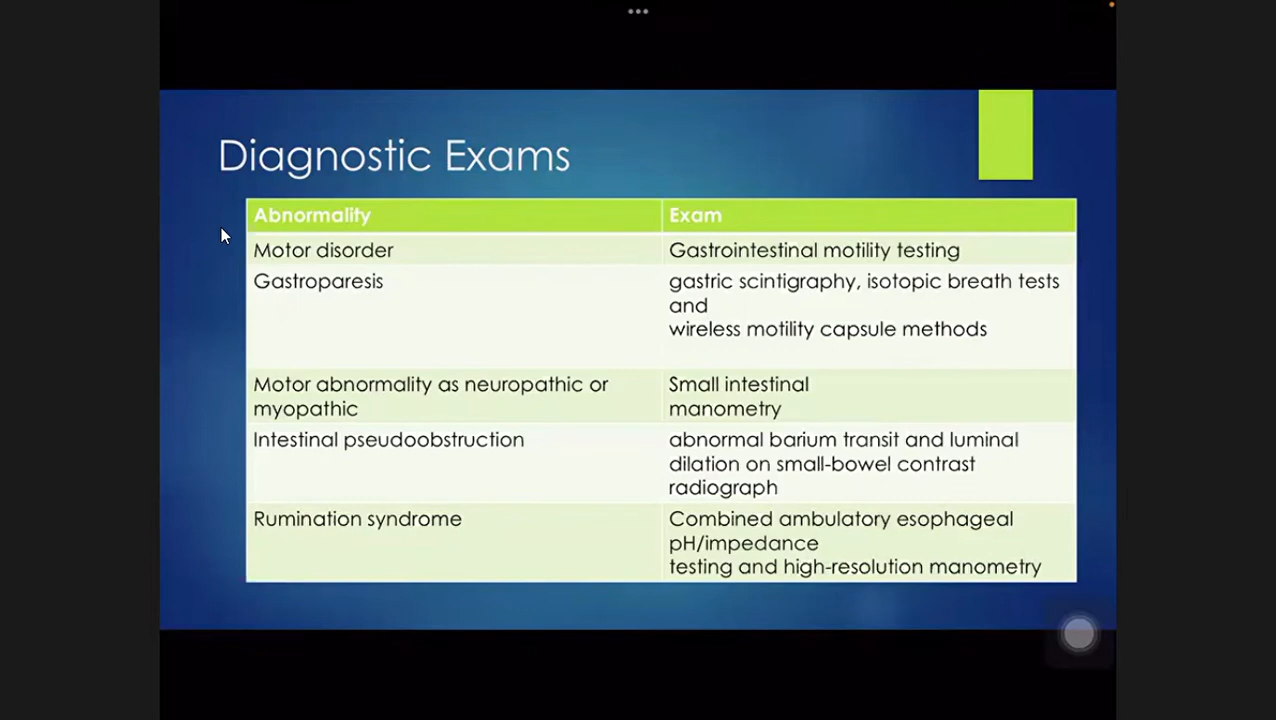 Diagnostic Exams
Abnormality
Exam
Motor disorder
Gastrointestinal motility testing
Gastroparesis
gastric scintigraphy, isotopic breath tests
and
wireless motility capsule methods
Motor abnormality as neuropathic or
myopathic
Small intestinal
manometry
Intestinal pseudoobstruction
abnormal barium transit and luminal
dilation on small-bowel contrast
radiograph
Rumination syndrome
Combined ambulatory esophageal
pH/impedance
testing and high-resolution manometry